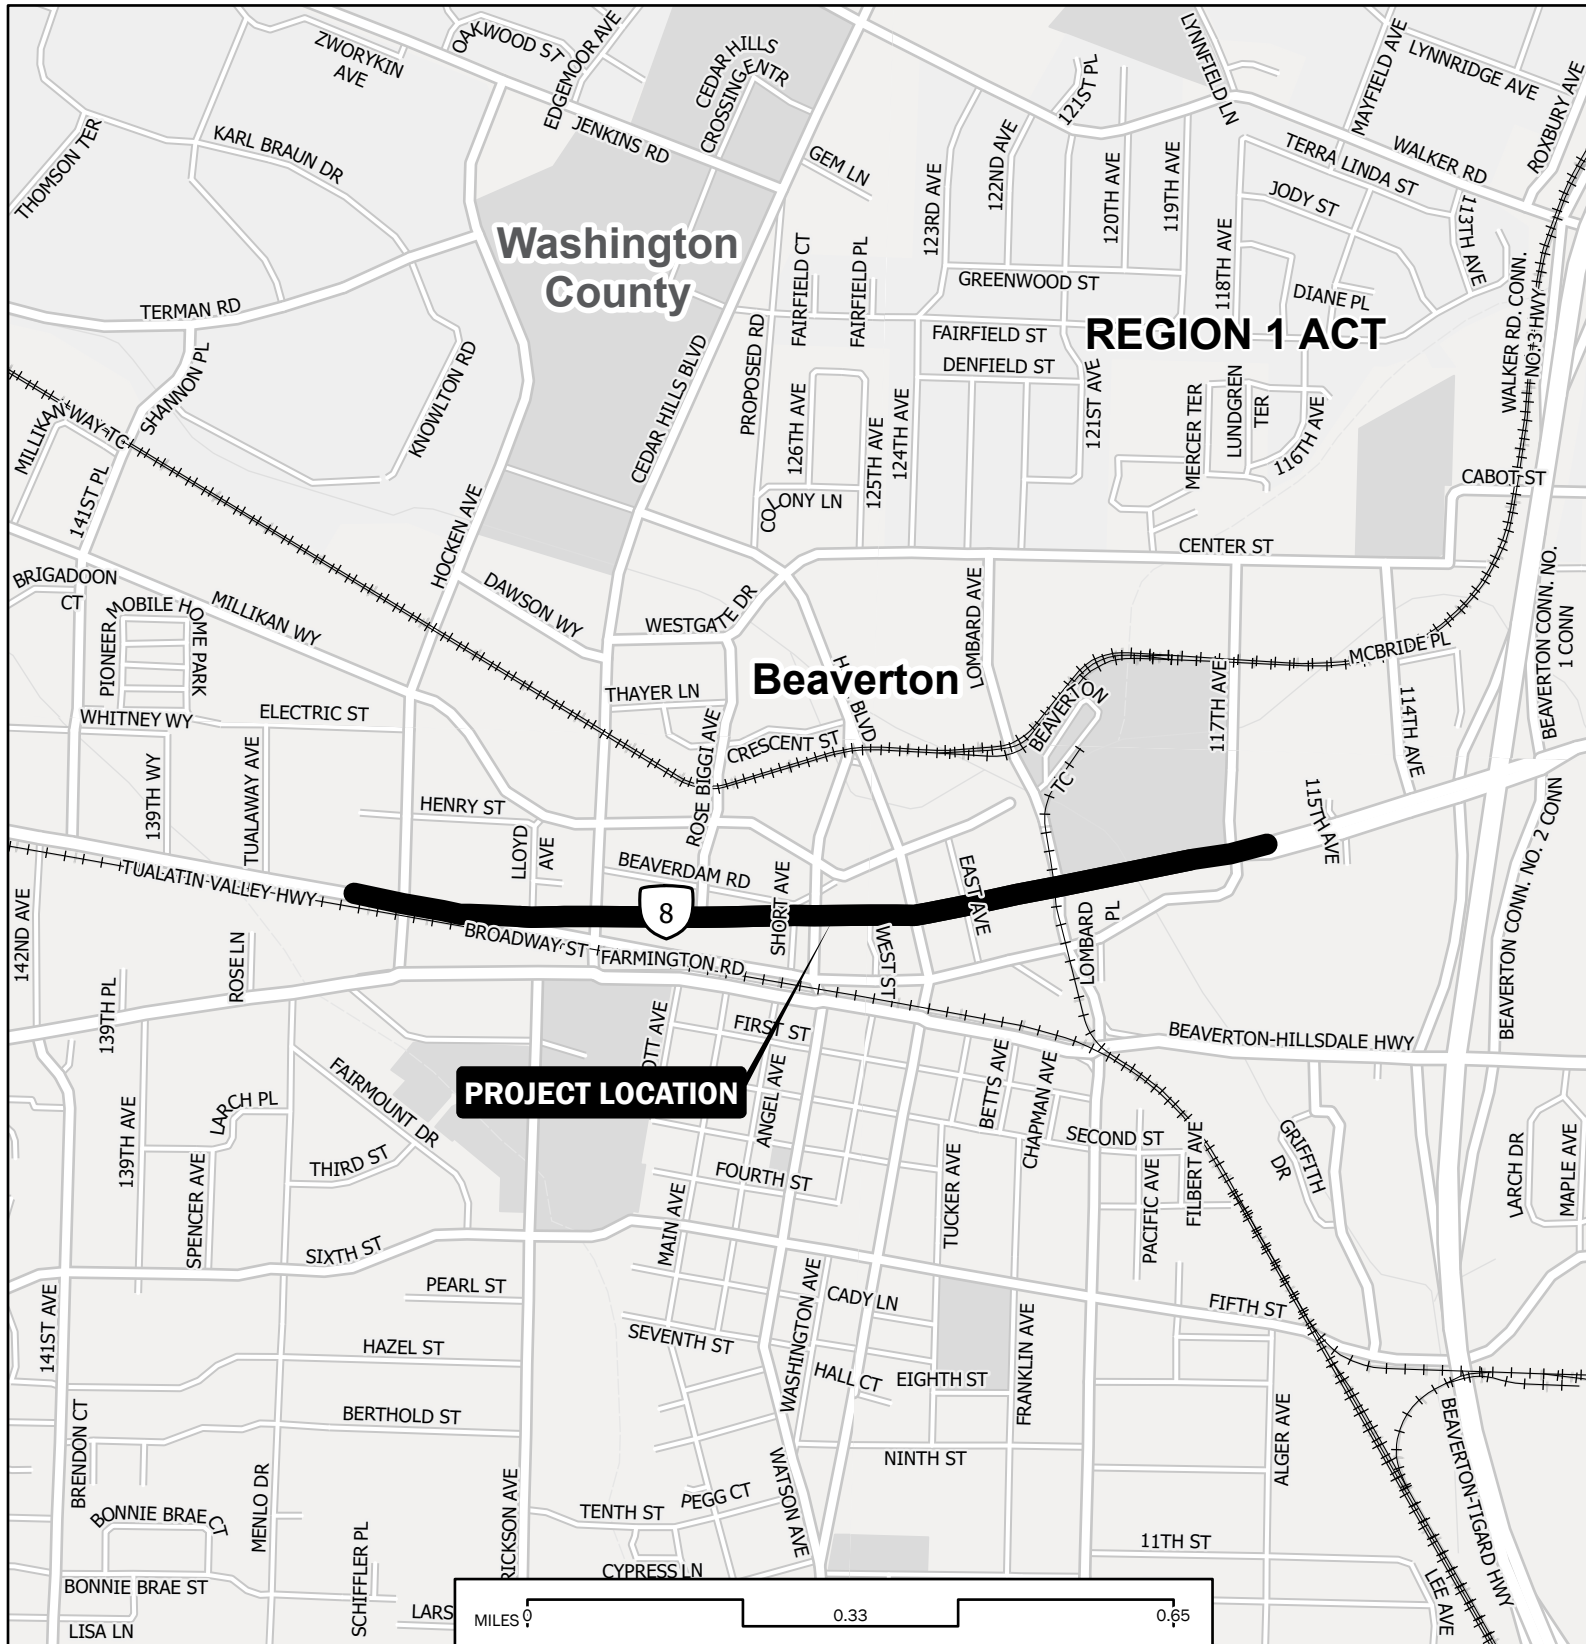 ZWORYKIN
AVE
OAKWOOD ST
EDGEMOOR AVE
CEDAR HILLS
CROSSING ENTR
LYNNFIELD LN
MAYFIELD AVE
LYNNRIDGE AVE
ROXBURY AVE
THOMSON TER
KARL BRAUN DR
JENKINS RD
GEM LN
121ST PL
122ND AVE
123RD AVE
120TH AVE
119TH AVE
TERRA LINDA ST
WALKER RD
JODY ST
113TH AVE
118TH AVE
Washington
County
FAIRFIELD CT
FAIRFIELD PL
GREENWOOD ST
DIANE PL
WALKER RD. CONN.
NO. 3 HWY
TERMAN RD
SHANNON PL
KNOWLTON RD
CEDAR HILLS BLVD
PROPOSED RD
FAIRFIELD ST
REGION 1 ACT
DENFIELD ST
121ST AVE
126TH AVE
125TH AVE
124TH AVE
MERCER TER
LUNDGREN
TER
116TH AVE
MILLIKAN WAY TC
141ST PL
COLONY LN
CABOT ST
HOCKEN AVE
CENTER ST
BRIGADOON
CT
PIONEER MOBILE HOME PARK
MILLIKAN WY
DAWSON WY
WESTGATE DR
LOMBARD AVE
BEAVERTON CONN. NO.
1 CONN
Beaverton
H BLVD
MCBRIDE PL
WHITNEY WY
ELECTRIC ST
THAYER LN
ROSE BIGGI AVE
CRESCENT ST
BEAVERTON
TC
117TH AVE
114TH AVE
139TH WY
TUALAWAY AVE
HENRY ST
LLOYD
AVE
115TH AVE
BEAVERTON CONN. NO. 2 CONN
TUALATIN VALLEY HWY
BEAVERDAM RD
SHORT AVE
EAST AVE
8
142ND AVE
ROSE LN
BROADWAY ST
FARMINGTON RD
WEST ST
LOMBARD
PL
139TH PL
OTT AVE
FIRST ST
BEAVERTON-HILLSDALE HWY
PROJECT LOCATION
ANGEL AVE
BETTS AVE
CHAPMAN AVE
139TH AVE
LARCH PL
FAIRMOUNT DR
THIRD ST
SPENCER AVE
FOURTH ST
SECOND ST
GRIFFITH
DR
LARCH DR
MAPLE AVE
MAIN AVE
TUCKER AVE
PACIFIC AVE
FILBERT AVE
SIXTH ST
141ST AVE
PEARL ST
WASHINGTON AVE
CADY LN
FIFTH ST
HAZEL ST
SEVENTH ST
HALL CT
EIGHTH ST
FRANKLIN AVE
BRENDON CT
BERTHOLD ST
NINTH ST
ALGER AVE
BEAVERTON-TIGARD HWY
BONNIE BRAE CT
MENLO DR
RICKSON AVE
TENTH ST
PEGG CT
WATSON AVE
SCHIFFLER PL
CYPRESS LN
11TH ST
LEE AVE
BONNIE BRAE ST
LARS
LISA LN
MILES 0 0.33 0.65